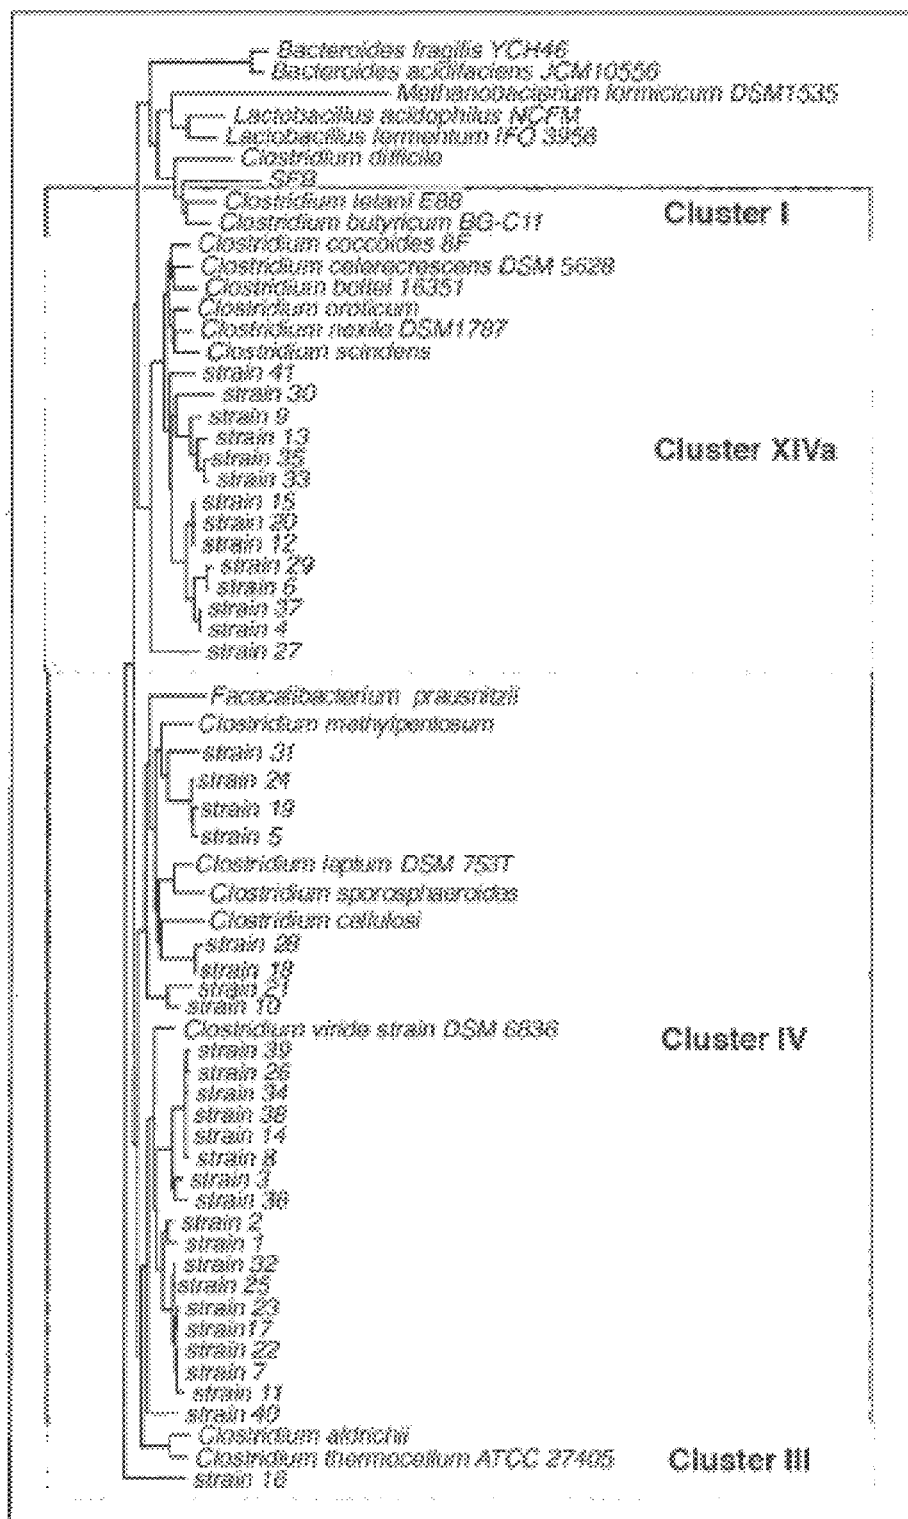 Bacteroides fragilis YCH46
Bacteroides acidifaciens JCM10556
Methanobacterium formicicum DSM1535
Lactobacillus acidophilus NCFM
Lactobacillus fermentum IFO 3956
Clostridium difficile
SFB
Clostridium tetani E88
Cluster I
Clostridium butyricum BG-C11
Clostridium coccoides 8F
Clostridium celerecrescens DSM 5628
Clostridium boltei 16351
Clostridium oroticum
Clostridium nexile DSM1787
Clostridium scindens
strain 41
strain 30
strain 9
strain 13
Cluster XIVa
strain 35
strain 33
strain 15
strain 20
strain 12
strain 29
strain 6
strain 37
strain 4
strain 27
Faecalibacterium prausnitzii
Clostridium methylpentosum
strain 31
strain 24
strain 19
strain 5
Clostridium leptum DSM 753T
Clostridium sporosphaeroides
Clostridium cellulosi
strain 28
strain 18
strain 21
strain 10
Clostridium viride strain DSM 6836
Cluster IV
strain 39
strain 26
strain 34
strain 38
strain 14
strain 8
strain 3
strain 36
strain 2
strain 1
strain 32
strain 25
strain 23
strain17
strain 22
strain 7
strain 11
strain 40
Clostridium aldrichii
Clostridium thermocellum ATCC 27405
Cluster III
strain 16